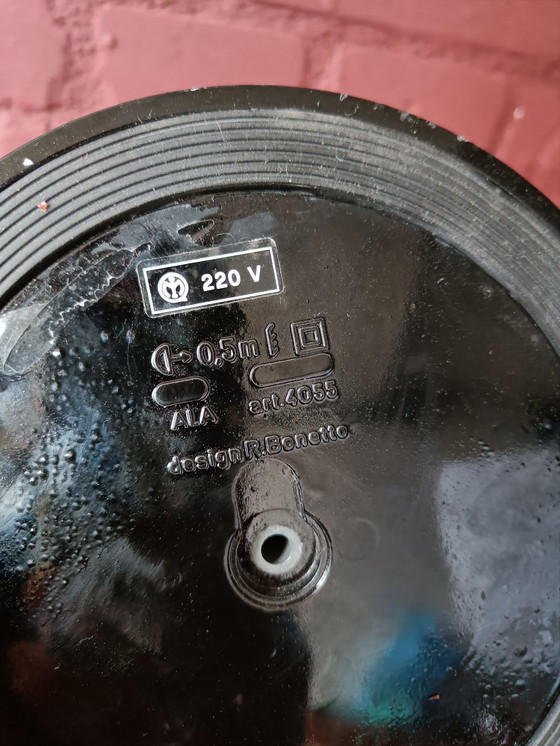 220 V
0,5m
ALA art.4055
design R.Bonetto